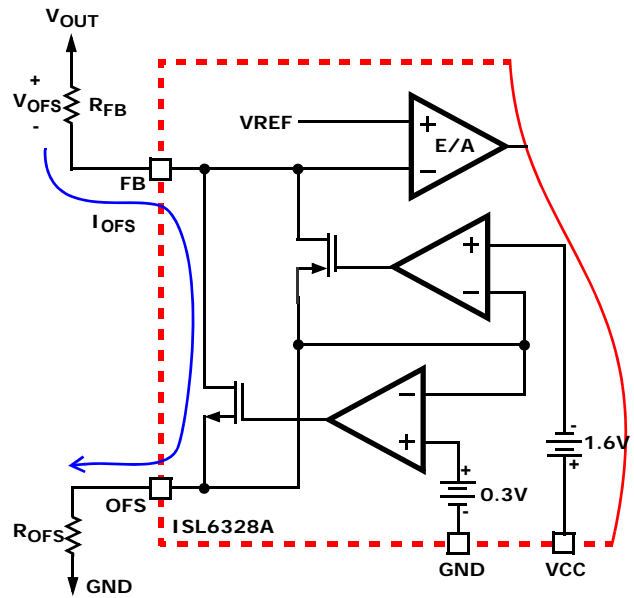 VOUT
+
VOFS
-
RFB
VREF
+
E/A
-
FB
IOFS
+
-
-
+
-
1.6V
+
+
0.3V
-
OFS
ISL6328A
ROFS
GND
GND
VCC